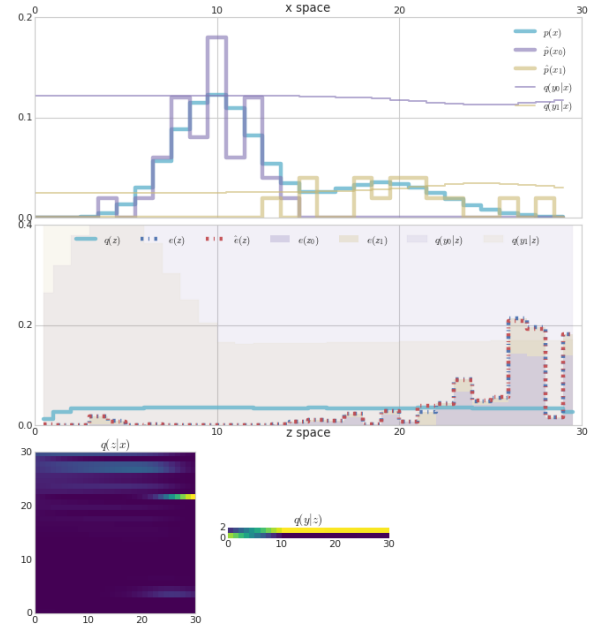 x space
0.2
0.1
0.0
0 10 20 30
p(x)
p̂(x₀)
p̂(x₁)
q(y₀|x)
q(y₁|x)
0.4
0.2
0.0
q(z) e(z) ê(z) e(x₀) e(x₁) q(y₀|x) q(y₁|x)
0 10 20 30
z space
q(z|x)
30
20
10
0
0 10 20 30
q(y|z)
2
0
0 10 20 30